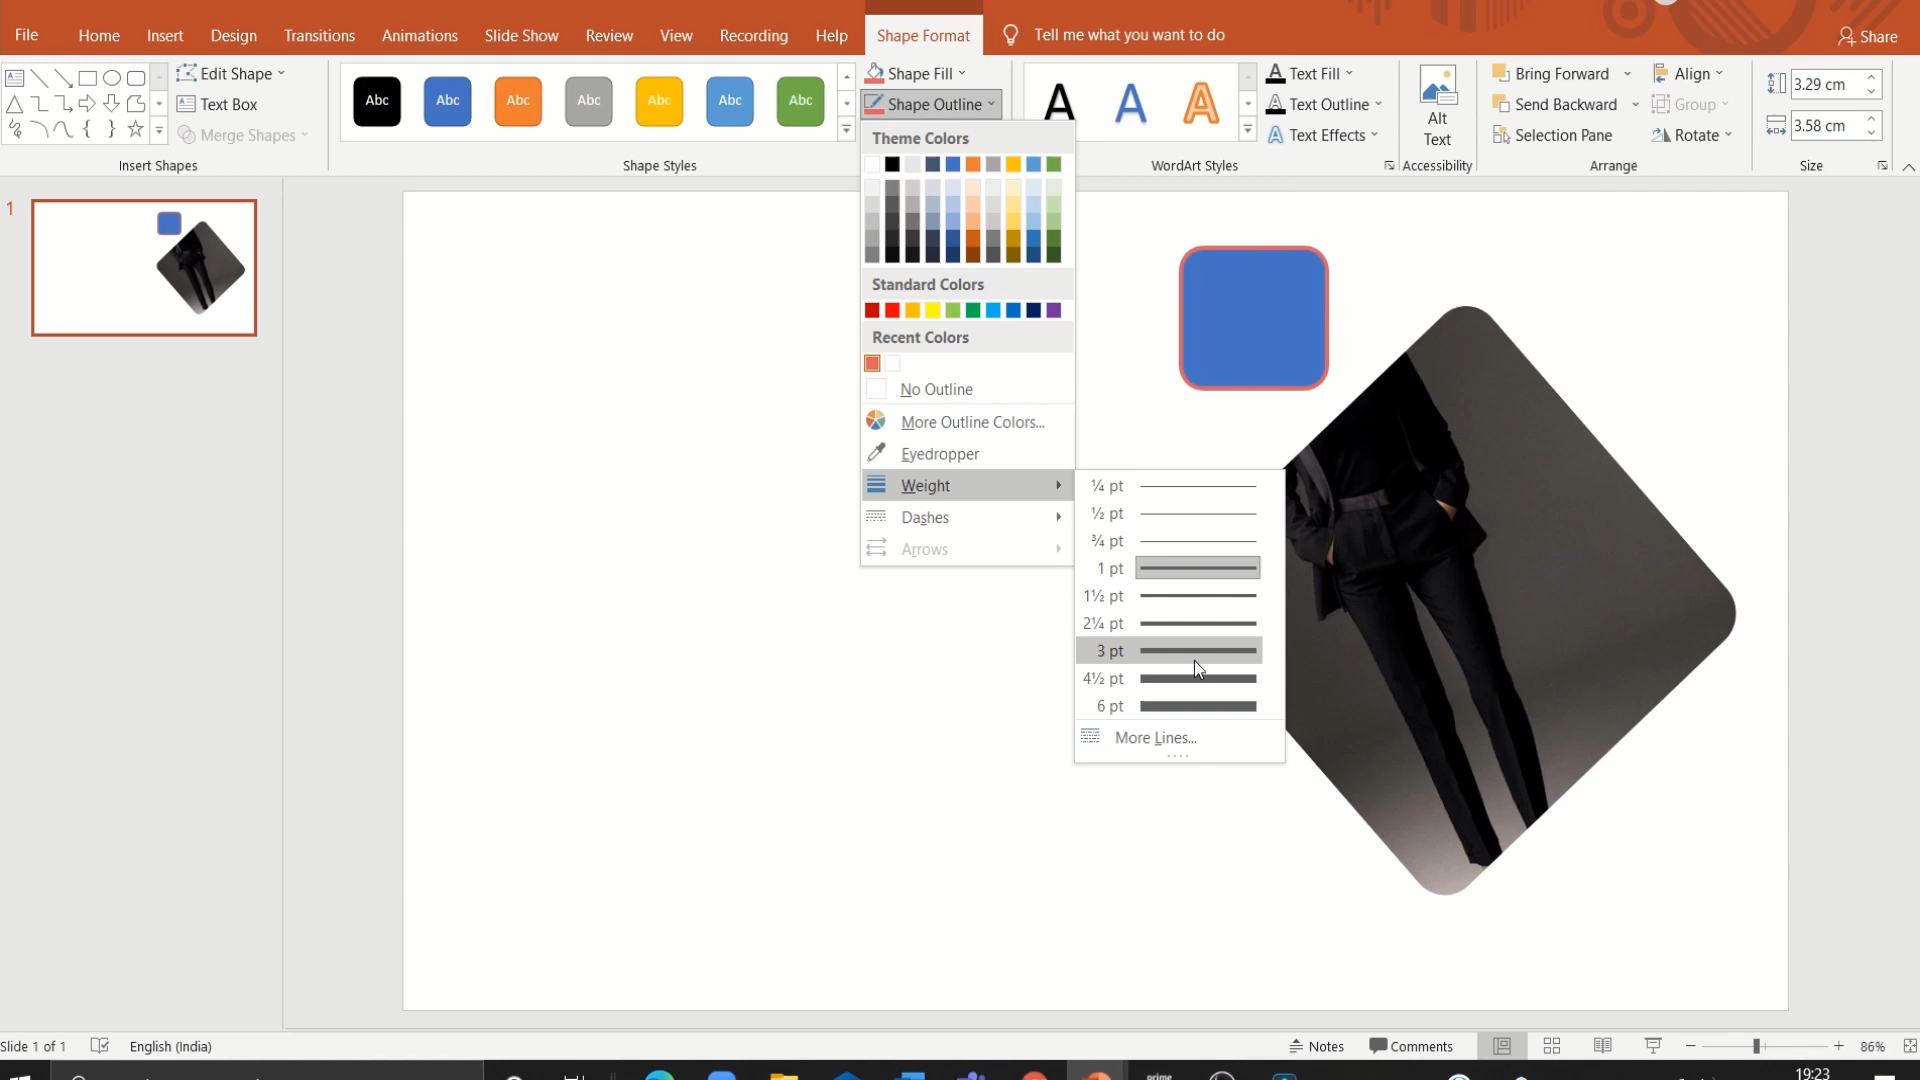 File Home Insert Design Transitions Animations Slide Show Review View Recording Help Shape Format Tell me what you want to do Share
Edit Shape
Text Box
Merge Shapes
Insert Shapes
Abc Abc Abc Abc Abc Abc Abc
Shape Styles
Shape Fill
Shape Outline
A A A
WordArt Styles
Text Fill
Text Outline
Text Effects
Alt
Text
Accessibility
Bring Forward
Send Backward
Selection Pane
Align
Group
Rotate
Arrange
3.29 cm
3.58 cm
Size
1
Theme Colors
Standard Colors
Recent Colors
No Outline
More Outline Colors...
Eyedropper
Weight
Dashes
Arrows
¼ pt
½ pt
¾ pt
1 pt
1½ pt
2¼ pt
3 pt
4½ pt
6 pt
More Lines...
Slide 1 of 1 English (India) Notes Comments 86%
prime
19:23